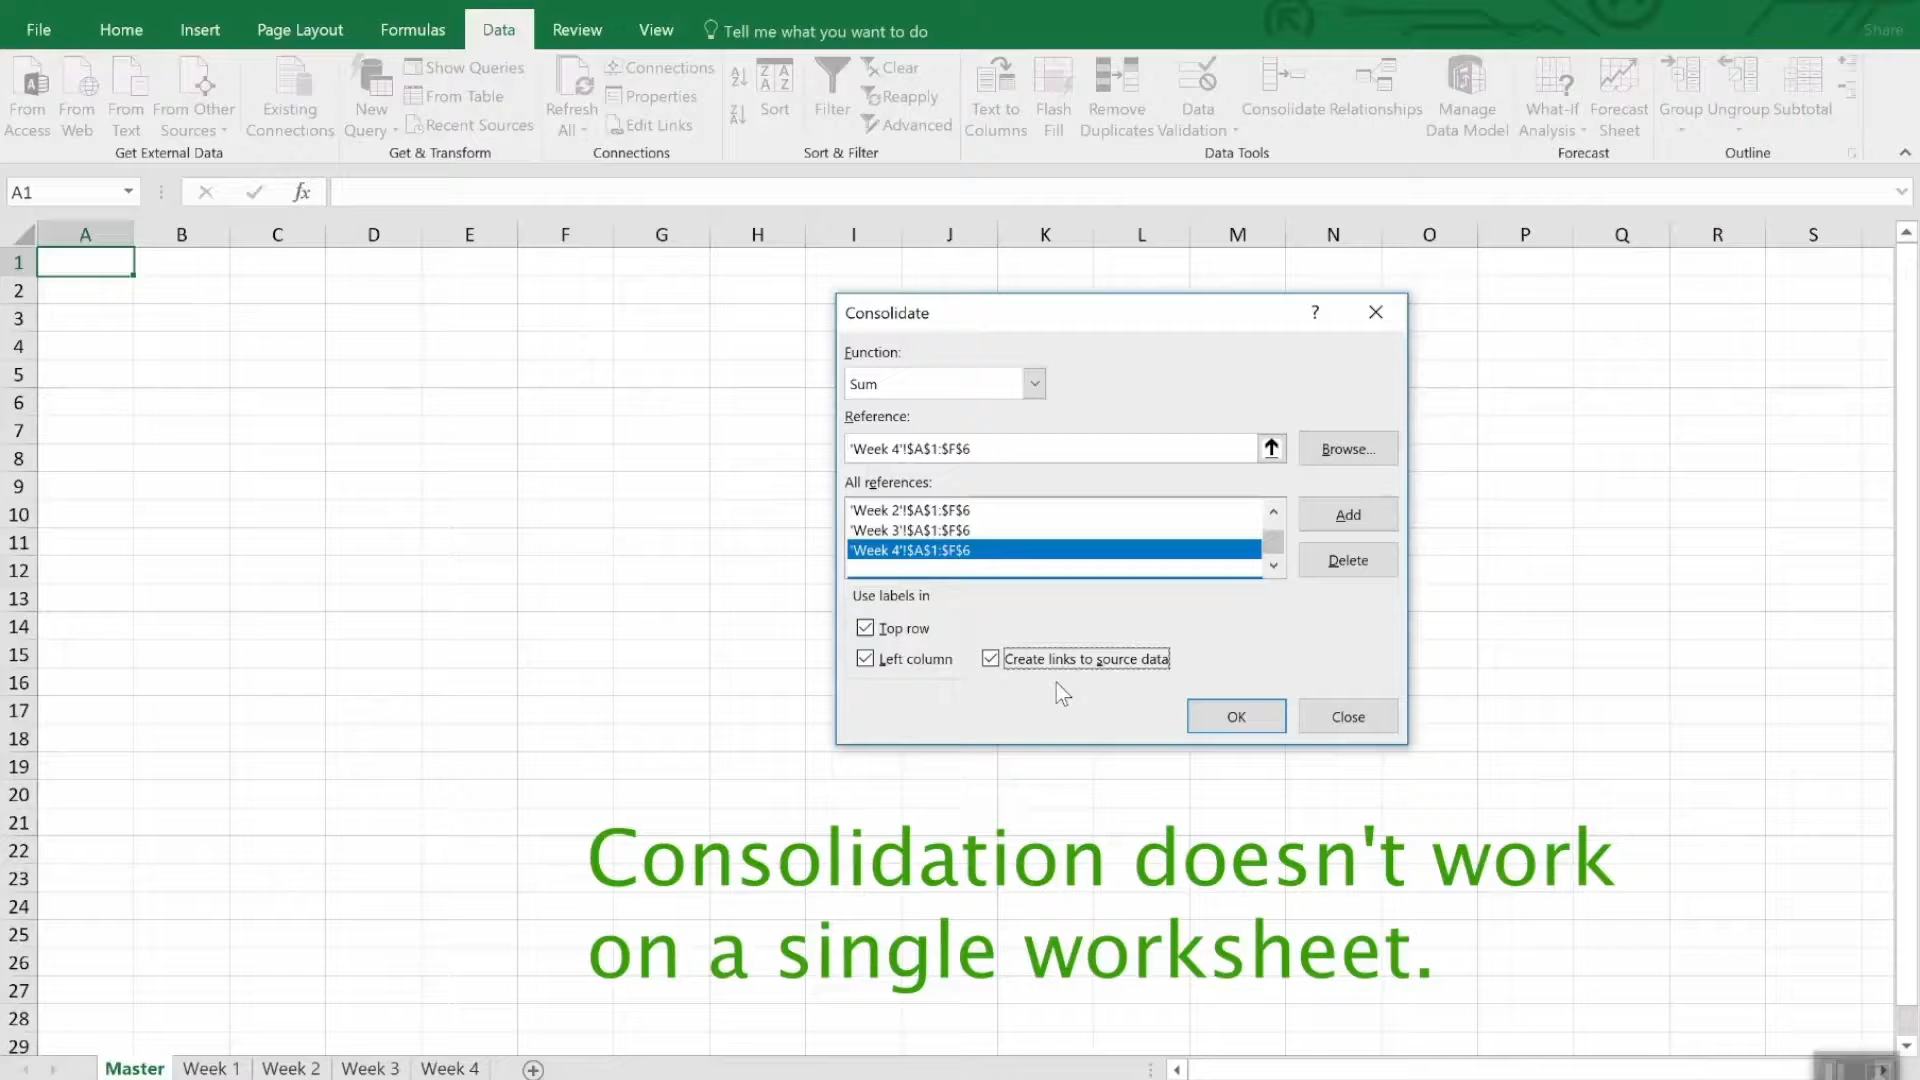 File Home Insert Page Layout Formulas Data Review View Tell me what you want to do Share
From Access From Web From Text From Other Sources Existing Connections New Query Show Queries From Table Recent Sources Refresh All Connections Properties Edit Links Sort Filter Clear Reapply Advanced Text to Columns Flash Fill Remove Duplicates Data Validation Consolidate Relationships Manage Data Model What-If Analysis Forecast Sheet Group Ungroup Subtotal
Get External Data Get & Transform Connections Sort & Filter Data Tools Forecast Outline
A1 fx
A B C D E F G H I J K L M N O P Q R S
1
2
3
4
5
6
7
8
9
10
11
12
13
14
15
16
17
18
19
20
21
22
23
24
25
26
27
28
29
Consolidate ?
Function:
Sum
Reference:
'Week 4'!$A$1:$F$6 Browse...
All references:
'Week 2'!$A$1:$F$6
'Week 3'!$A$1:$F$6
'Week 4'!$A$1:$F$6
Add
Delete
Use labels in
Top row
Left column Create links to source data
OK Close
Consolidation doesn't work
on a single worksheet.
Master Week 1 Week 2 Week 3 Week 4